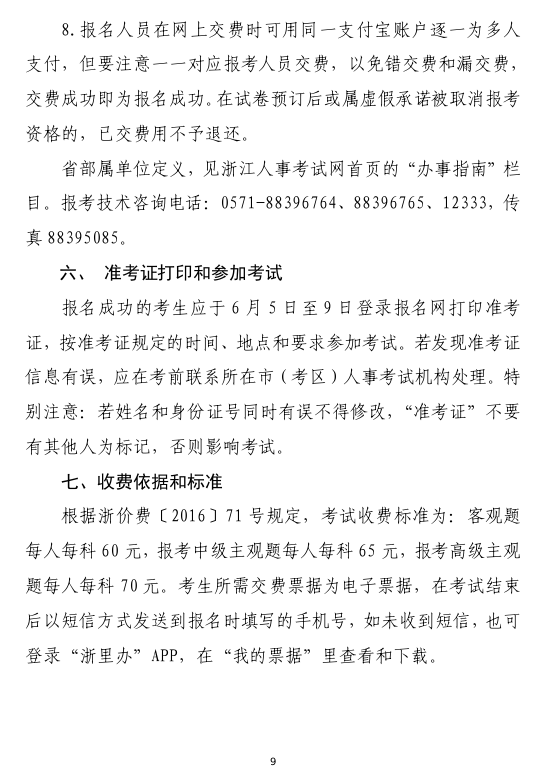 8.报名人员在网上交费时可用同一支付宝账户逐一为多人
支付，但要注意一一对应报考人员交费，以免错交费和漏交费，
交费成功即为报名成功。在试卷预订后或属虚假承诺被取消报考
资格的，已交费用不予退还。
省部属单位定义，见浙江人事考试网首页的“办事指南”栏
目。报考技术咨询电话：0571-88396764、88396765、12333，传
真 88395085。
六、 准考证打印和参加考试
报名成功的考生应于 6 月 5 日至 9 日登录报名网打印准考
证，按准考证规定的时间、地点和要求参加考试。若发现准考证
信息有误，应在考前联系所在市（考区）人事考试机构处理。特
别注意：若姓名和身份证号同时有误不得修改，“准考证”不要
有其他人为标记，否则影响考试。
七、收费依据和标准
根据浙价费〔2016〕71 号规定，考试收费标准为：客观题
每人每科 60 元，报考中级主观题每人每科 65 元，报考高级主观
题每人每科 70 元。考生所需交费票据为电子票据，在考试结束
后以短信方式发送到报名时填写的手机号，如未收到短信，也可
登录“浙里办”APP，在“我的票据”里查看和下载。
9